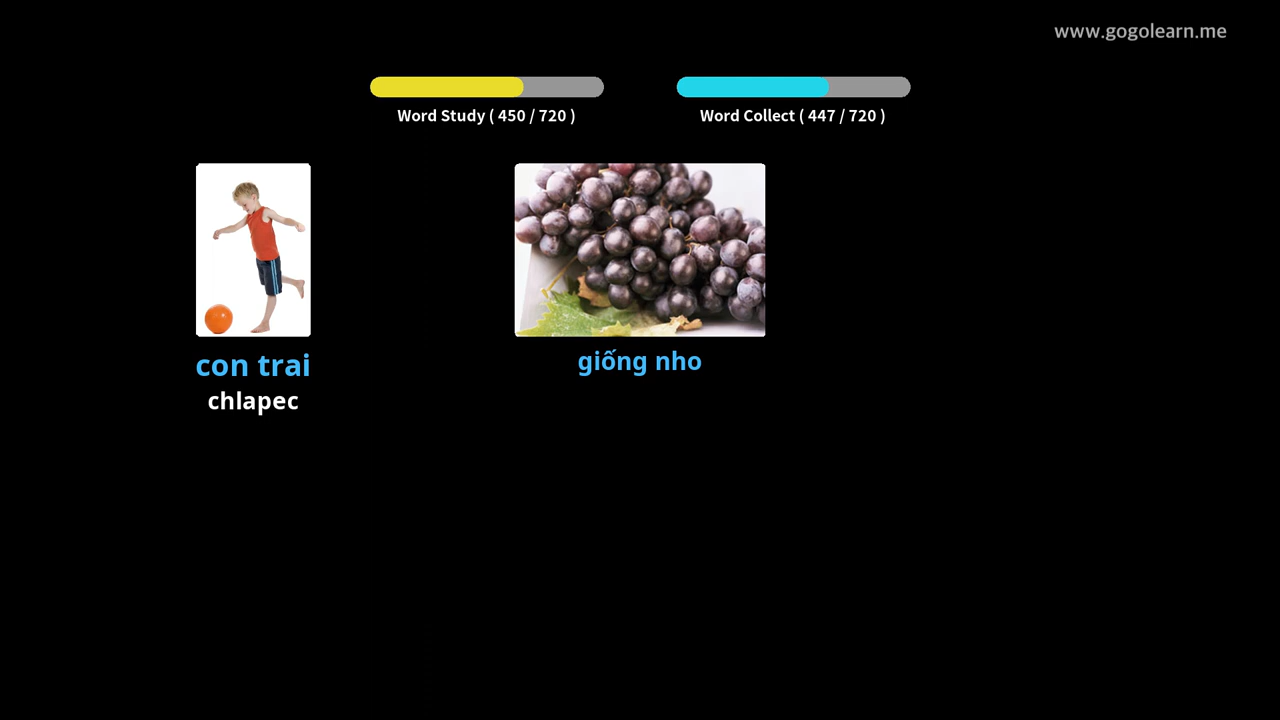 www.gogolearn.me
Word Study ( 450 / 720 )
Word Collect ( 447 / 720 )
con trai
chlapec
giống nho